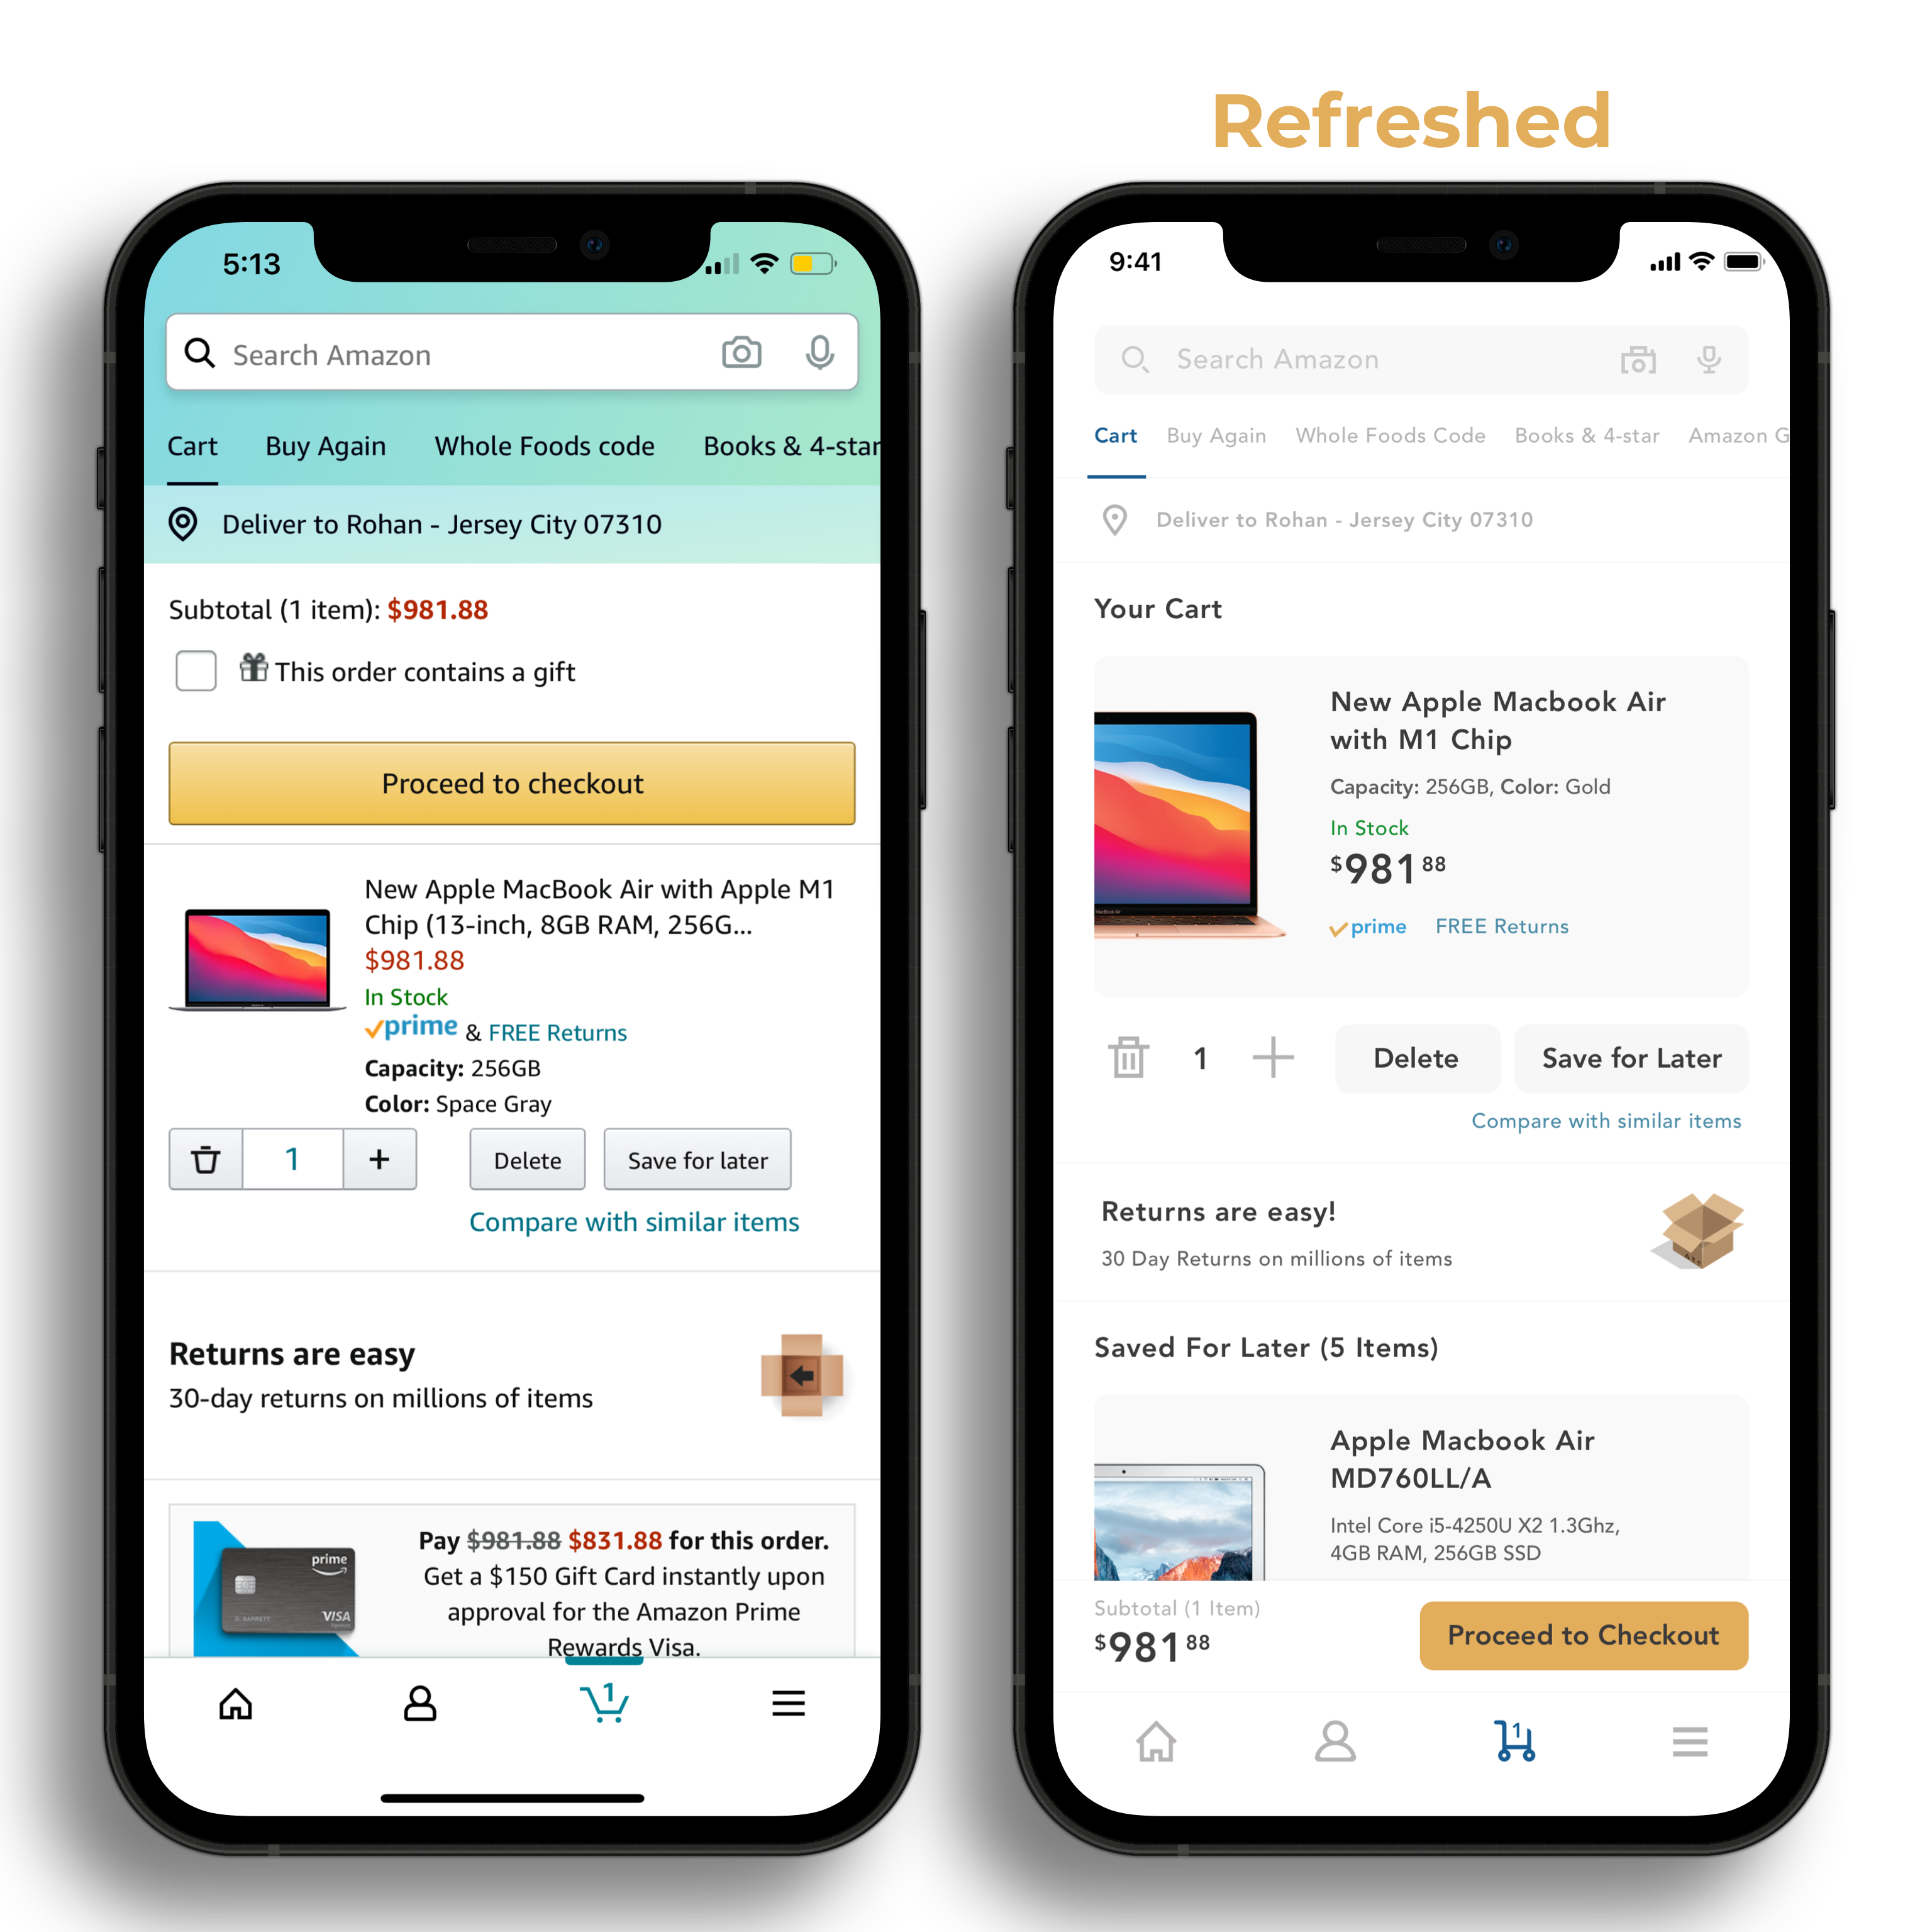 Refreshed
5:13
Search Amazon
Cart Buy Again Whole Foods code Books & 4-star
Deliver to Rohan - Jersey City 07310
Subtotal (1 item): $981.88
This order contains a gift
Proceed to checkout
New Apple MacBook Air with Apple M1
Chip (13-inch, 8GB RAM, 256G...
$981.88
In Stock
prime & FREE Returns
Capacity: 256GB
Color: Space Gray
1 + Delete Save for later
Compare with similar items
Returns are easy
30-day returns on millions of items
prime
D. BARRETT
VISA
Signature
Pay $981.88 $831.88 for this order.
Get a $150 Gift Card instantly upon
approval for the Amazon Prime
Rewards Visa.
1
9:41
Search Amazon
Cart Buy Again Whole Foods Code Books & 4-star Amazon G
Deliver to Rohan - Jersey City 07310
Your Cart
MacBook Air
New Apple Macbook Air
with M1 Chip
Capacity: 256GB, Color: Gold
In Stock
$981 88
prime FREE Returns
1 Delete Save for Later
Compare with similar items
Returns are easy!
30 Day Returns on millions of items
Saved For Later (5 Items)
Apple Macbook Air
MD760LL/A
Intel Core i5-4250U X2 1.3Ghz,
4GB RAM, 256GB SSD
Subtotal (1 Item)
$981 88
Proceed to Checkout
1